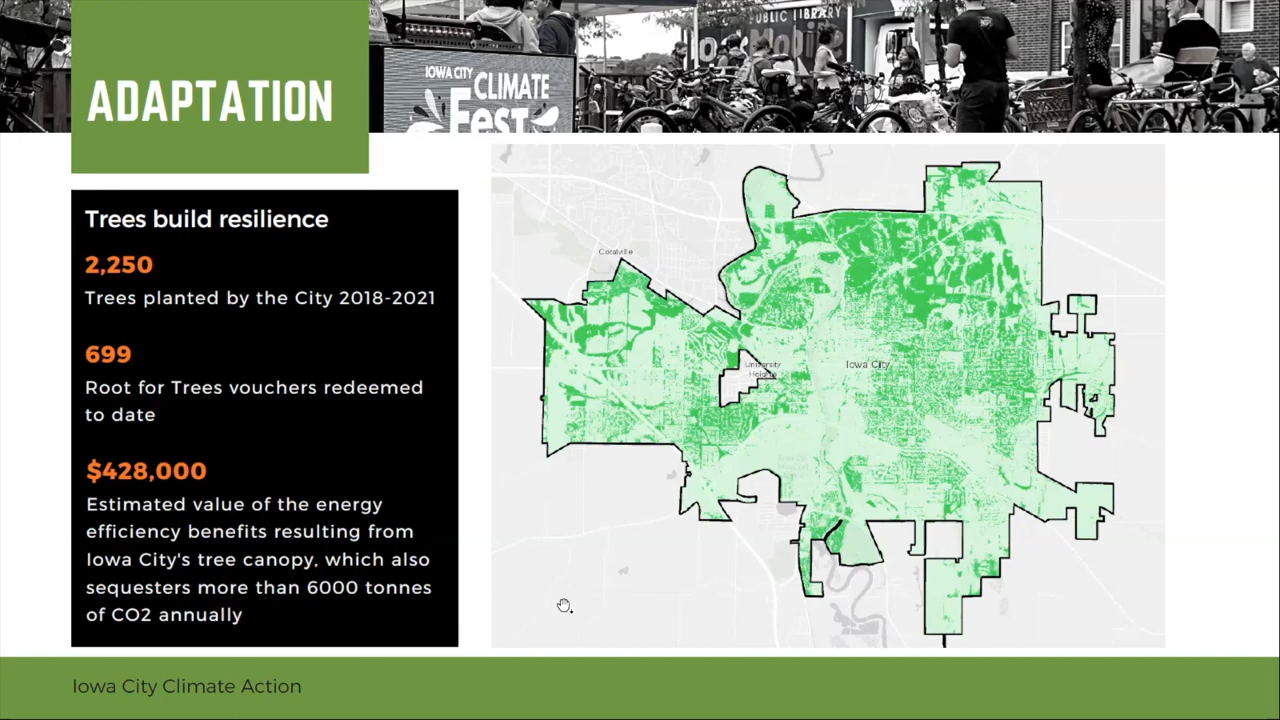 ADAPTATION
IOWA CITY
CLIMATE
Fest
PUBLIC LIBRARY
Trees build resilience
2,250
Trees planted by the City 2018-2021
699
Root for Trees vouchers redeemed
to date
$428,000
Estimated value of the energy
efficiency benefits resulting from
Iowa City's tree canopy, which also
sequesters more than 6000 tonnes
of CO2 annually
Coralville
University
Heights
Iowa City
Iowa City Climate Action